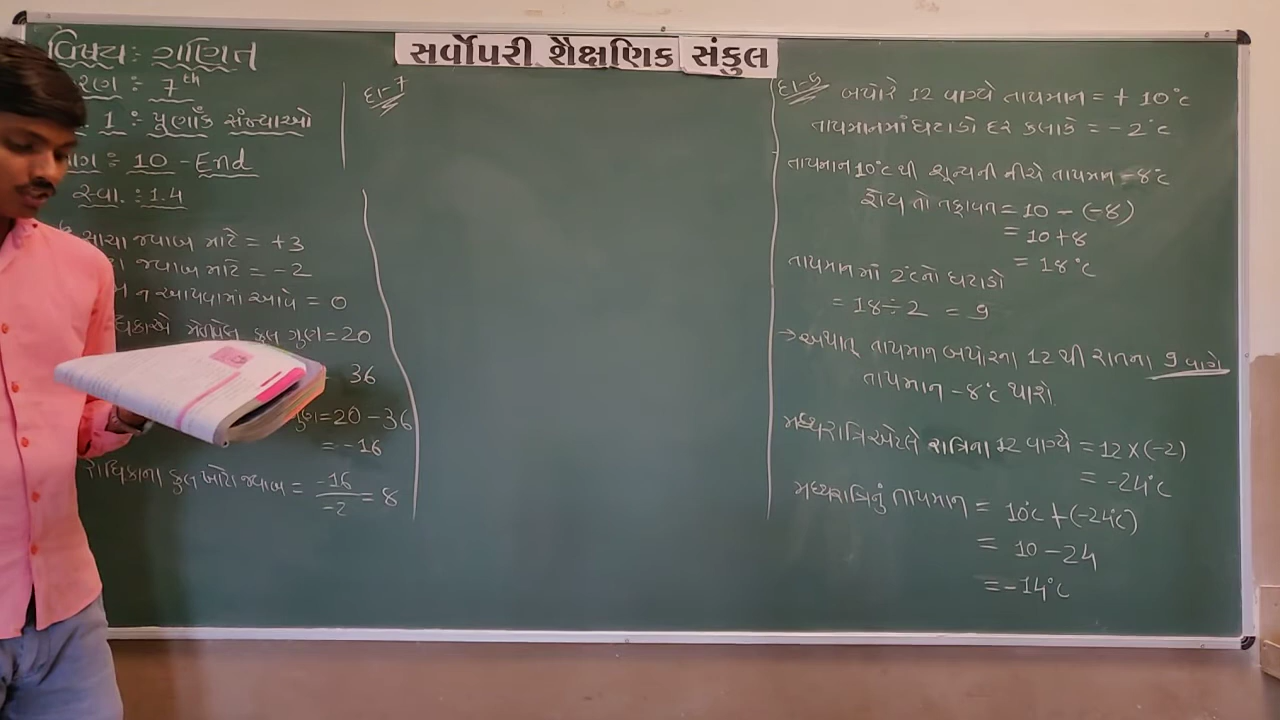 સર્વોપરી શૈક્ષણિક સંકુલ
વિષય : ગણિત
રણ : 7th
. 1 : પૂર્ણાંક સંખ્યાઓ
ાગ : 10 - End
સ્વા. : 1.4
સાચા જવાબ માટે = +3
જવાબ માટે = -2
ન આપવામાં આવે = 0
ધિકાએ મેળવેલ કુલ ગુણ = 20
- 36
ગુણ = 20 - 36
= -16
રાધિકાના કુલ ખોટા જવાબ = -16/-2 = 8
દા-7
દા-6
બપોરે 12 વાગ્યે તાપમાન = + 10°c
તાપમાનમાં ઘટાડો દર કલાકે = - 2°c
તાપમાન 10°c થી શૂન્યની નીચે તાપમાન -8°c
હોય તો તફાવત = 10 - (-8)
= 10 + 8
= 18°c
તાપમાનમાં 2°c નો ઘટાડો
= 18 ÷ 2 = 9
→ અર્થાત્ તાપમાન બપોરના 12 થી રાતના 9 વાગે
તાપમાન -8°c થાશે.
મધ્યરાત્રિ એટલે રાત્રિના 12 વાગ્યે = 12 × (-2)
= -24°c
મધ્યરાત્રિનું તાપમાન = 10°c + (-24°c)
= 10 - 24
= -14°c